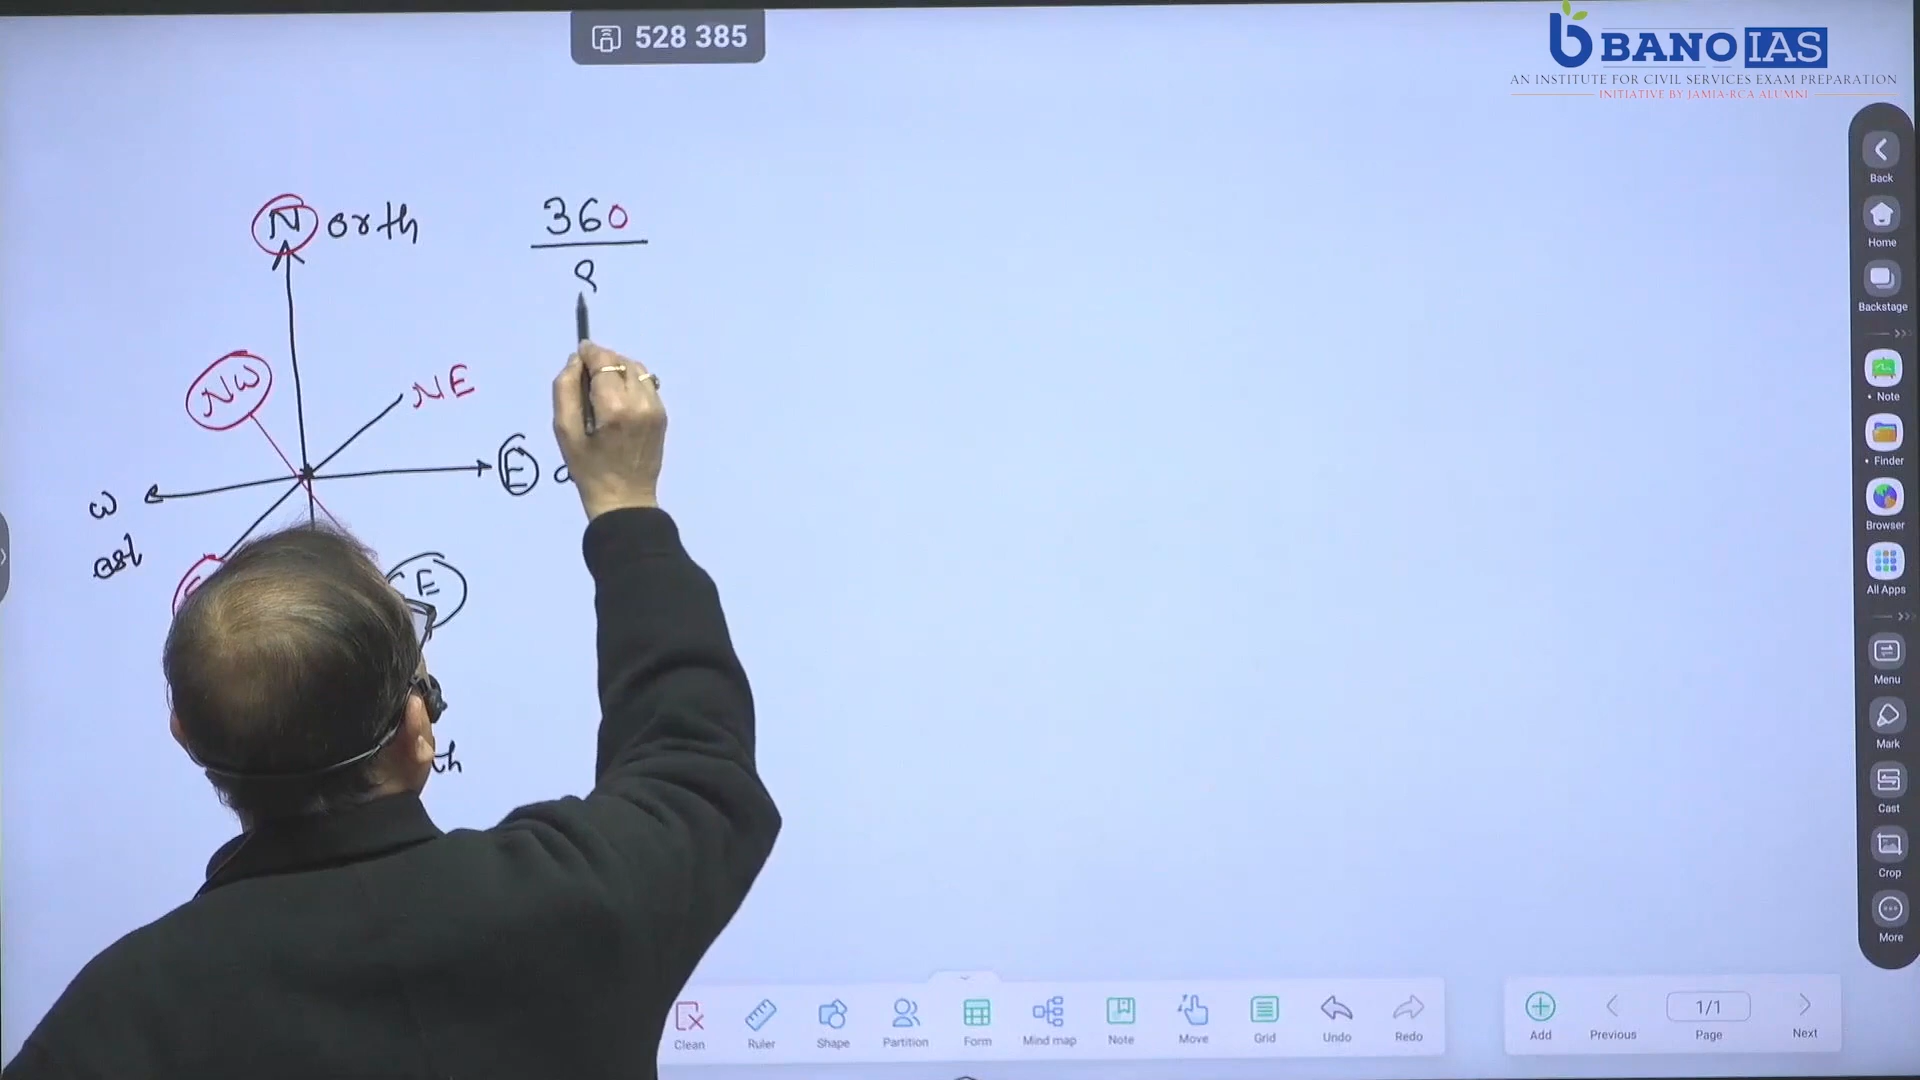 528 385
BANO IAS
AN INSTITUTE FOR CIVIL SERVICES EXAM PREPARATION
INITIATIVE BY JAMIA-RCA ALUMNI
North
360
8
NW
NE
E
W
est
E
th
Back
Home
Backstage
Note
Finder
Browser
All Apps
Menu
Mark
Cast
Crop
More
Clean
Ruler
Shape
Partition
Form
Mind map
Note
Move
Grid
Undo
Redo
Add
Previous
1/1
Page
Next